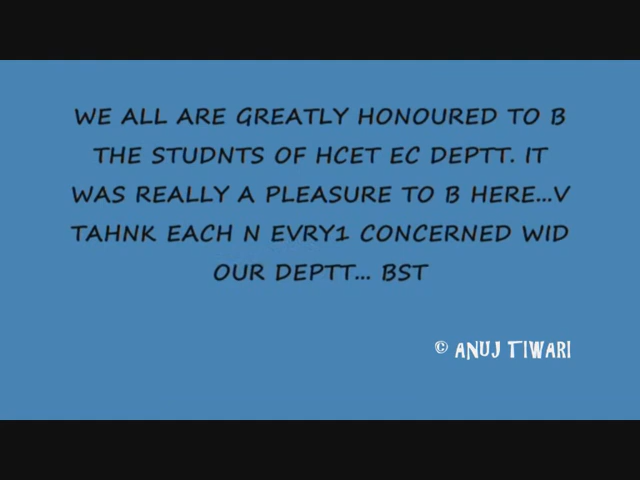 WE ALL ARE GREATLY HONOURED TO B
THE STUDNTS OF HCET EC DEPTT. IT
WAS REALLY A PLEASURE TO B HERE...V
TAHNK EACH N EVRY1 CONCERNED WID
OUR DEPTT... BST
© ANUJ TIWARI